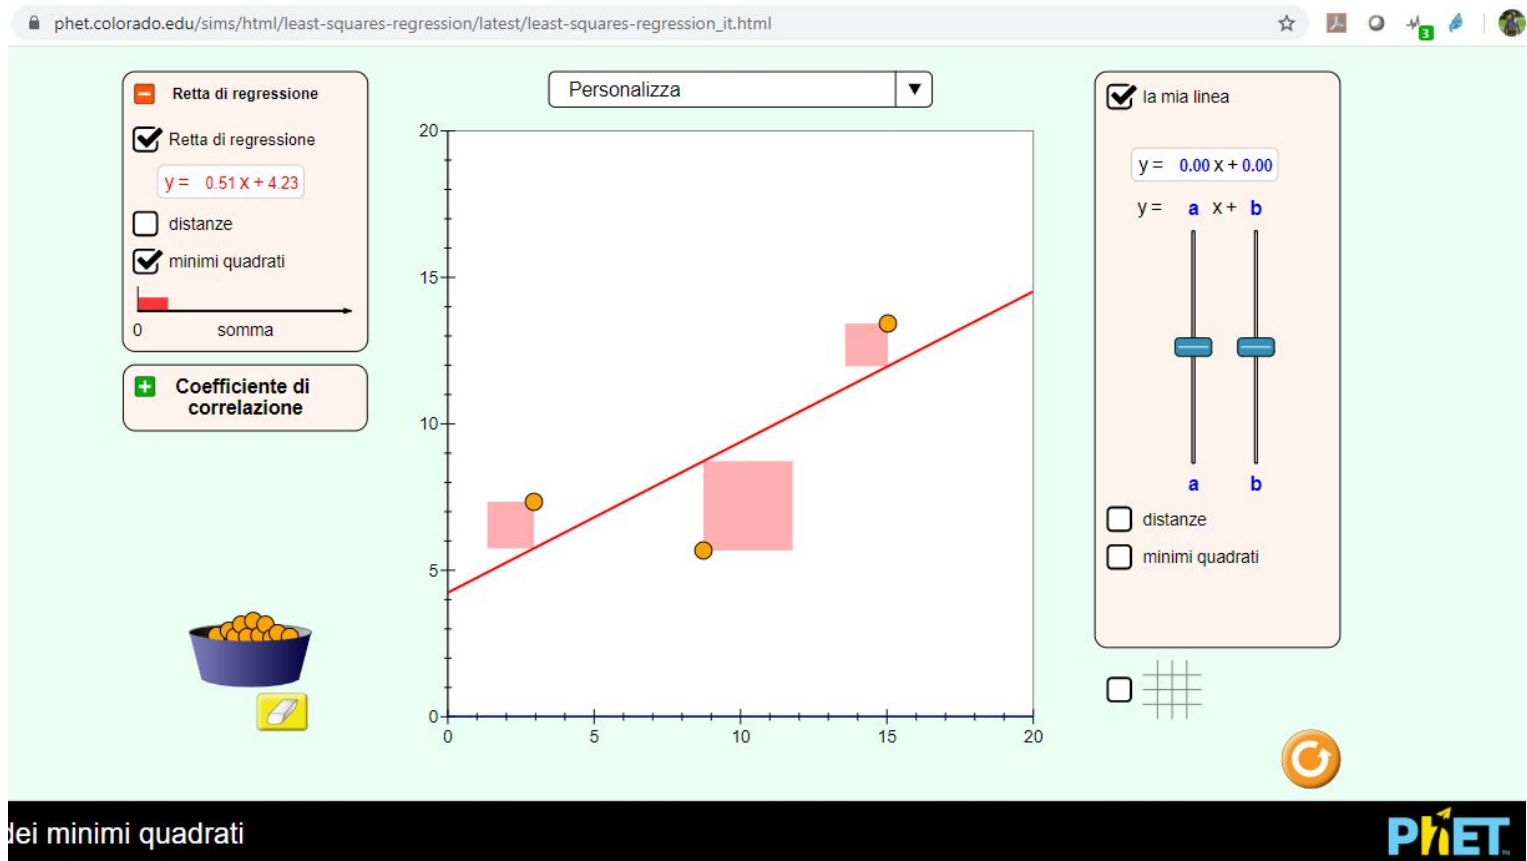 phet.colorado.edu/sims/html/least-squares-regression/latest/least-squares-regression_it.html
3
Retta di regressione
Retta di regressione
y = 0.51 x + 4.23
distanze
minimi quadrati
0 somma
Coefficiente di
correlazione
Personalizza
20
15
10
5
0
0 5 10 15 20
la mia linea
y = 0.00 x + 0.00
y = a x + b
a b
distanze
minimi quadrati
dei minimi quadrati
PhET